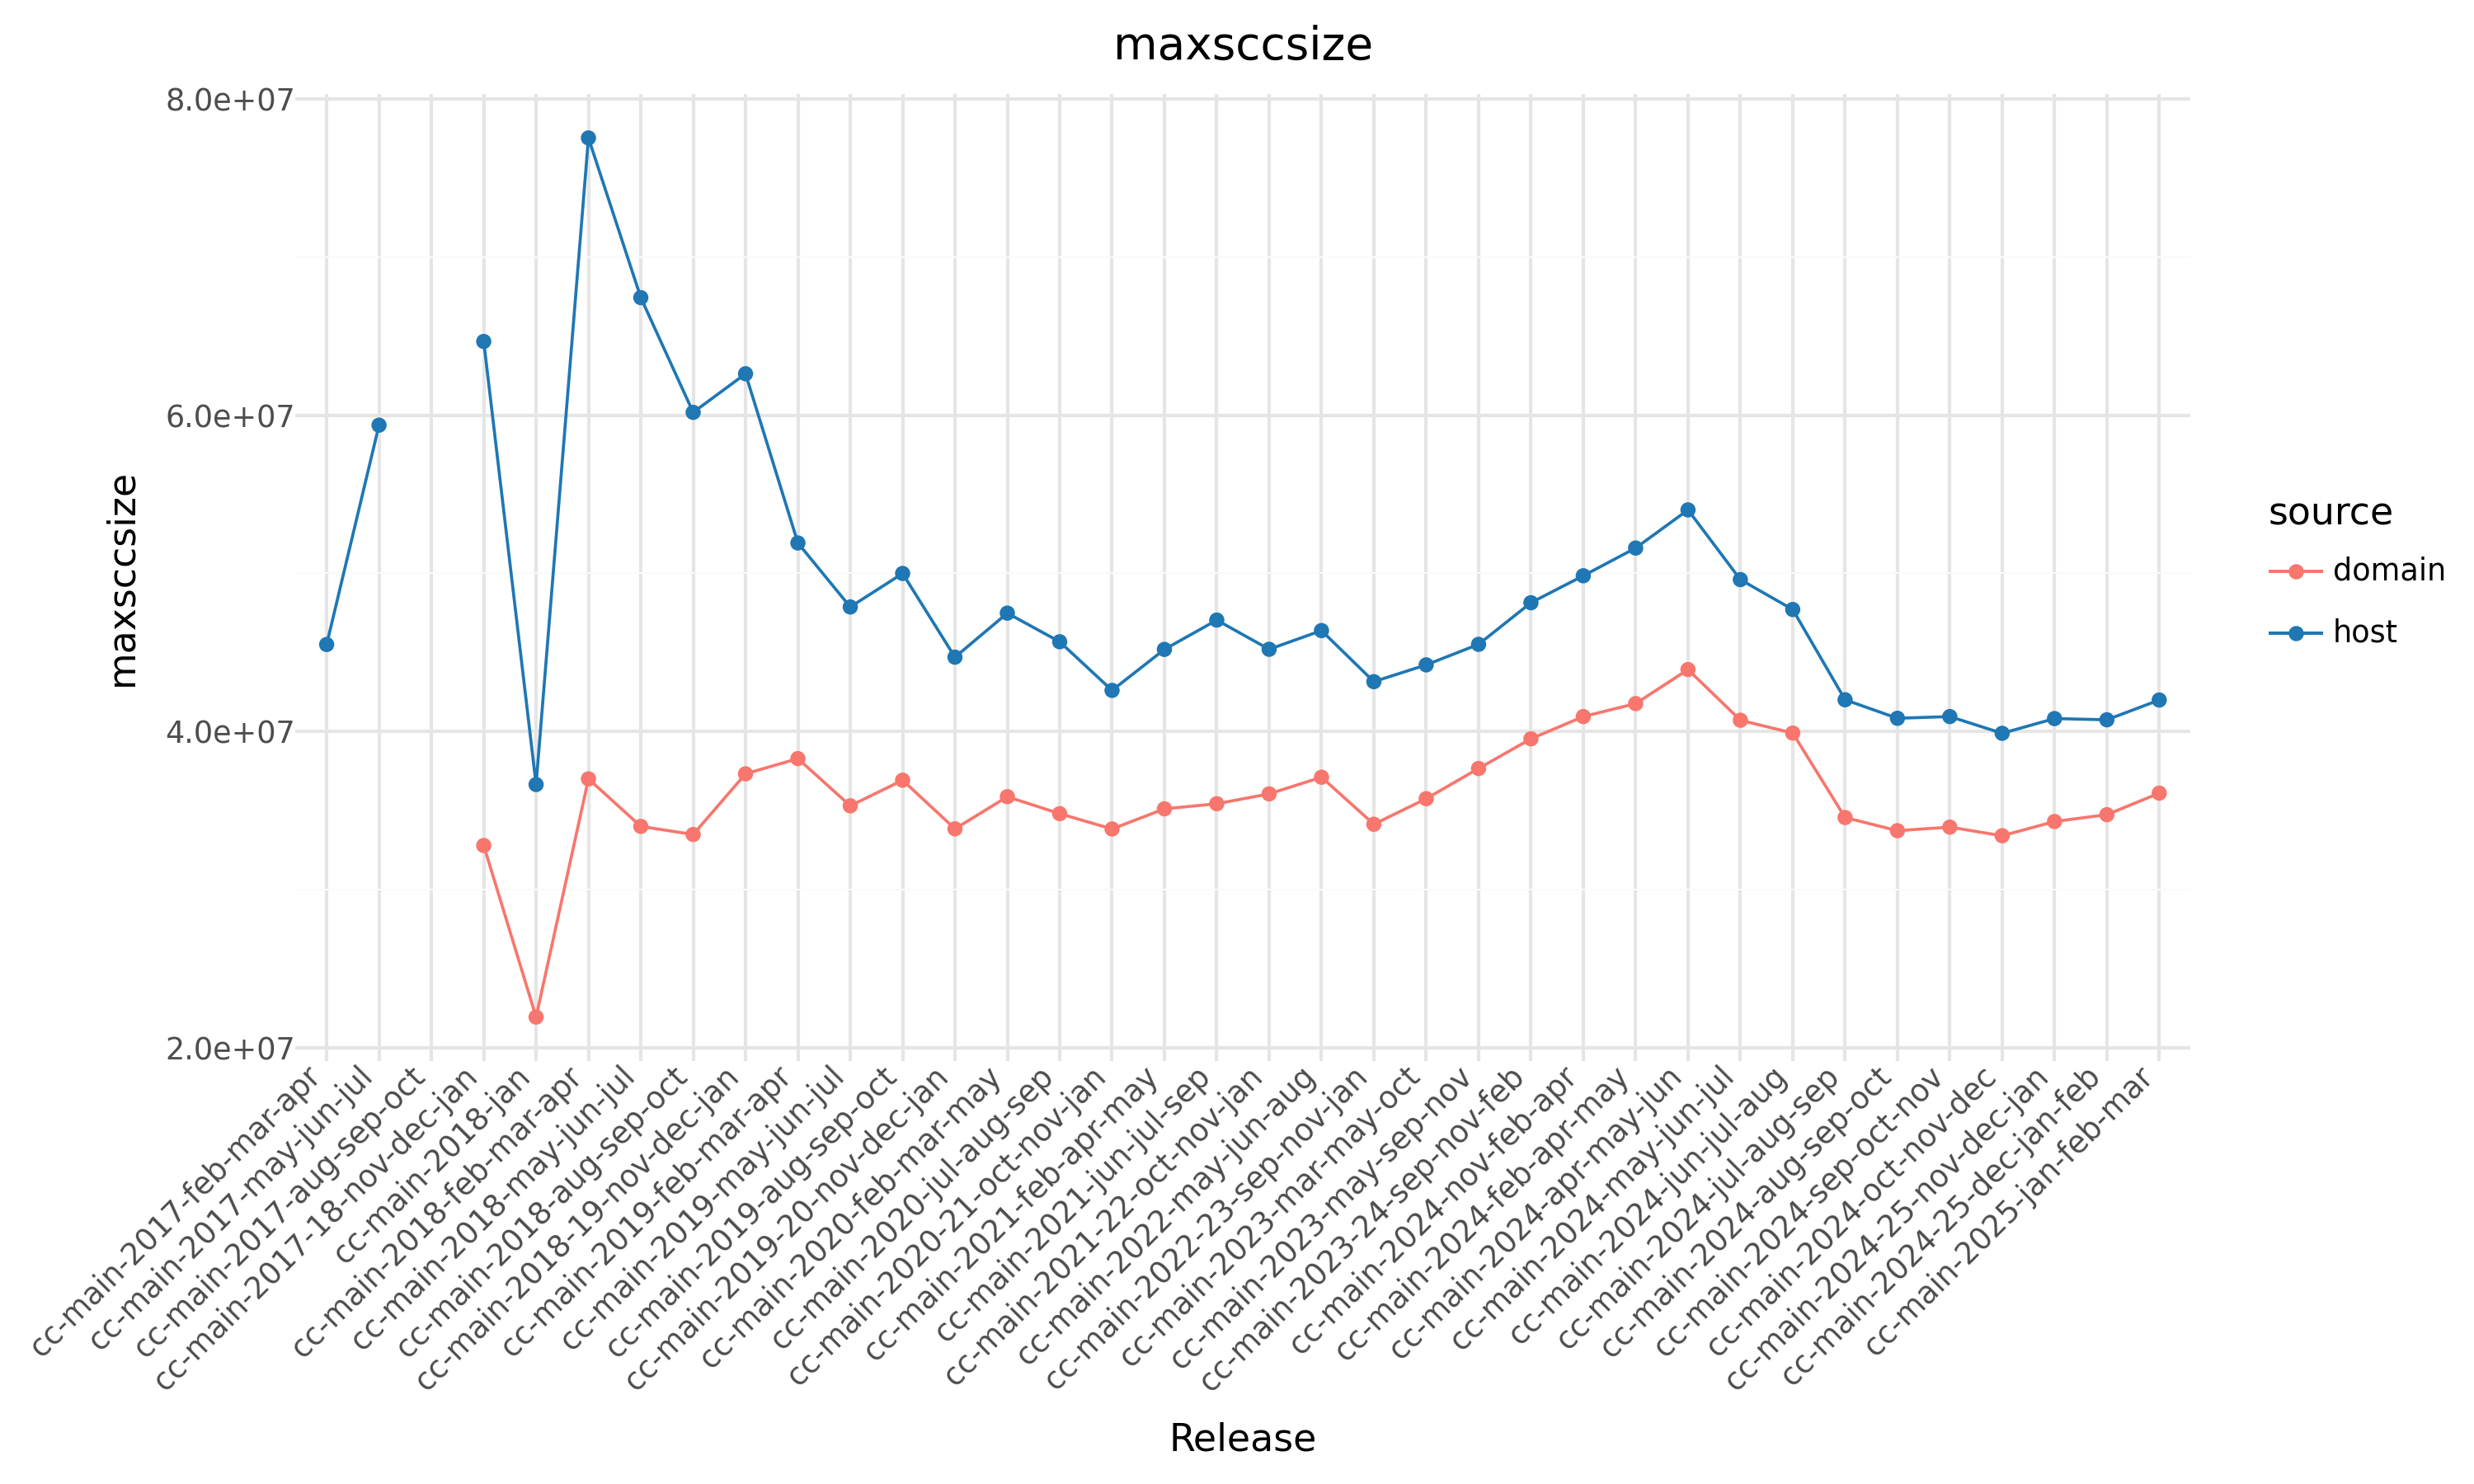 maxsccsize
8.0e+07
6.0e+07
4.0e+07
2.0e+07
maxsccsize
cc-main-2017-feb-mar-apr
cc-main-2017-may-jun-jul
cc-main-2017-aug-sep-oct
cc-main-2017-18-nov-dec-jan
cc-main-2018-jan
cc-main-2018-feb-mar-apr
cc-main-2018-may-jun-jul
cc-main-2018-aug-sep-oct
cc-main-2018-19-nov-dec-jan
cc-main-2019-feb-mar-apr
cc-main-2019-may-jun-jul
cc-main-2019-aug-sep-oct
cc-main-2019-20-nov-dec-jan
cc-main-2020-feb-mar-may
cc-main-2020-jul-aug-sep
cc-main-2020-21-oct-nov-jan
cc-main-2021-feb-apr-may
cc-main-2021-jun-jul-sep
cc-main-2021-22-oct-nov-jan
cc-main-2022-may-jun-aug
cc-main-2022-23-sep-nov-jan
cc-main-2023-mar-may-oct
cc-main-2023-may-sep-nov
cc-main-2023-24-sep-nov-feb
cc-main-2024-nov-feb-apr
cc-main-2024-feb-apr-may
cc-main-2024-apr-may-jun
cc-main-2024-may-jun-jul
cc-main-2024-jun-jul-aug
cc-main-2024-jul-aug-sep
cc-main-2024-aug-sep-oct
cc-main-2024-sep-oct-nov
cc-main-2024-oct-nov-dec
cc-main-2024-25-nov-dec-jan
cc-main-2024-25-dec-jan-feb
cc-main-2025-jan-feb-mar
Release
source
domain
host